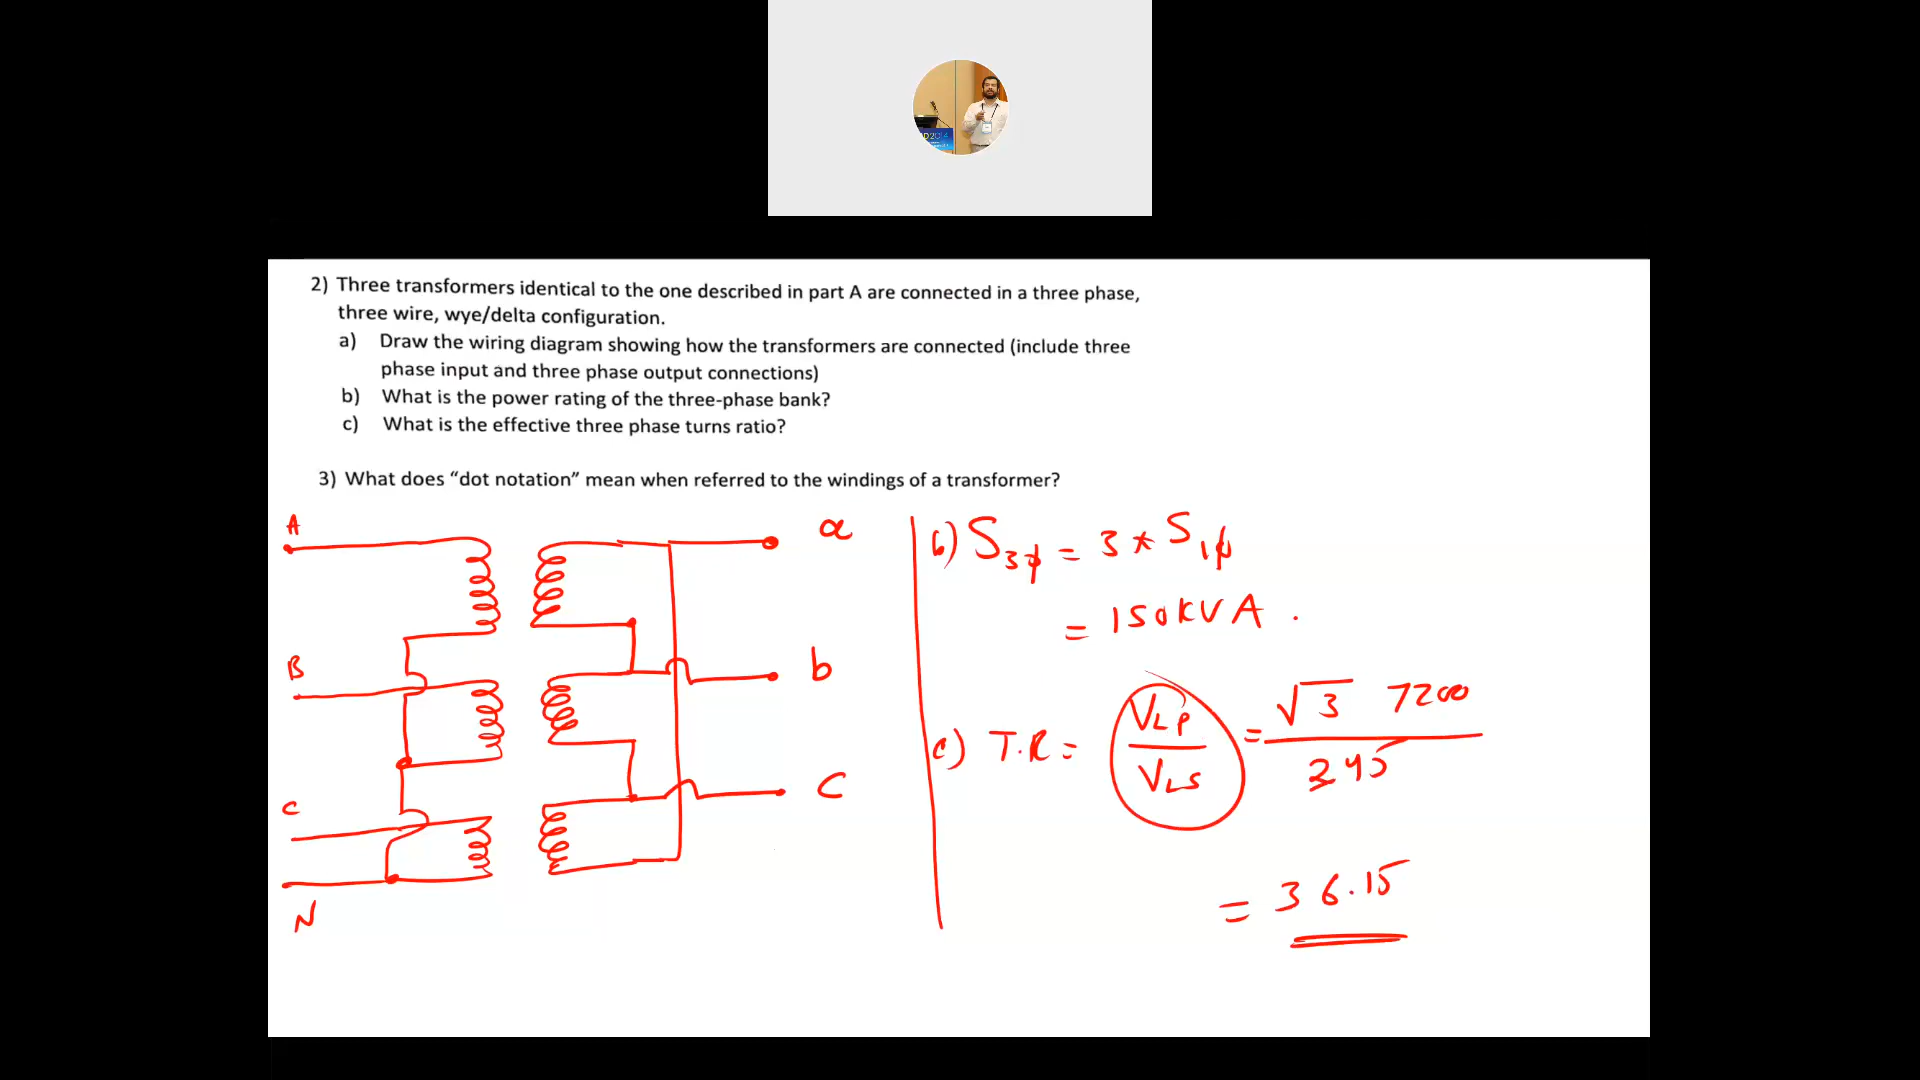 D2014
2) Three transformers identical to the one described in part A are connected in a three phase,
three wire, wye/delta configuration.
a) Draw the wiring diagram showing how the transformers are connected (include three
phase input and three phase output connections)
b) What is the power rating of the three-phase bank?
c) What is the effective three phase turns ratio?
3) What does “dot notation” mean when referred to the windings of a transformer?
A
a
B
b
C
c
N
b) S3ϕ = 3 * S1ϕ
= 150KVA.
c) T.R = VLP / VLS = √3 7200 / 245
= 36.15